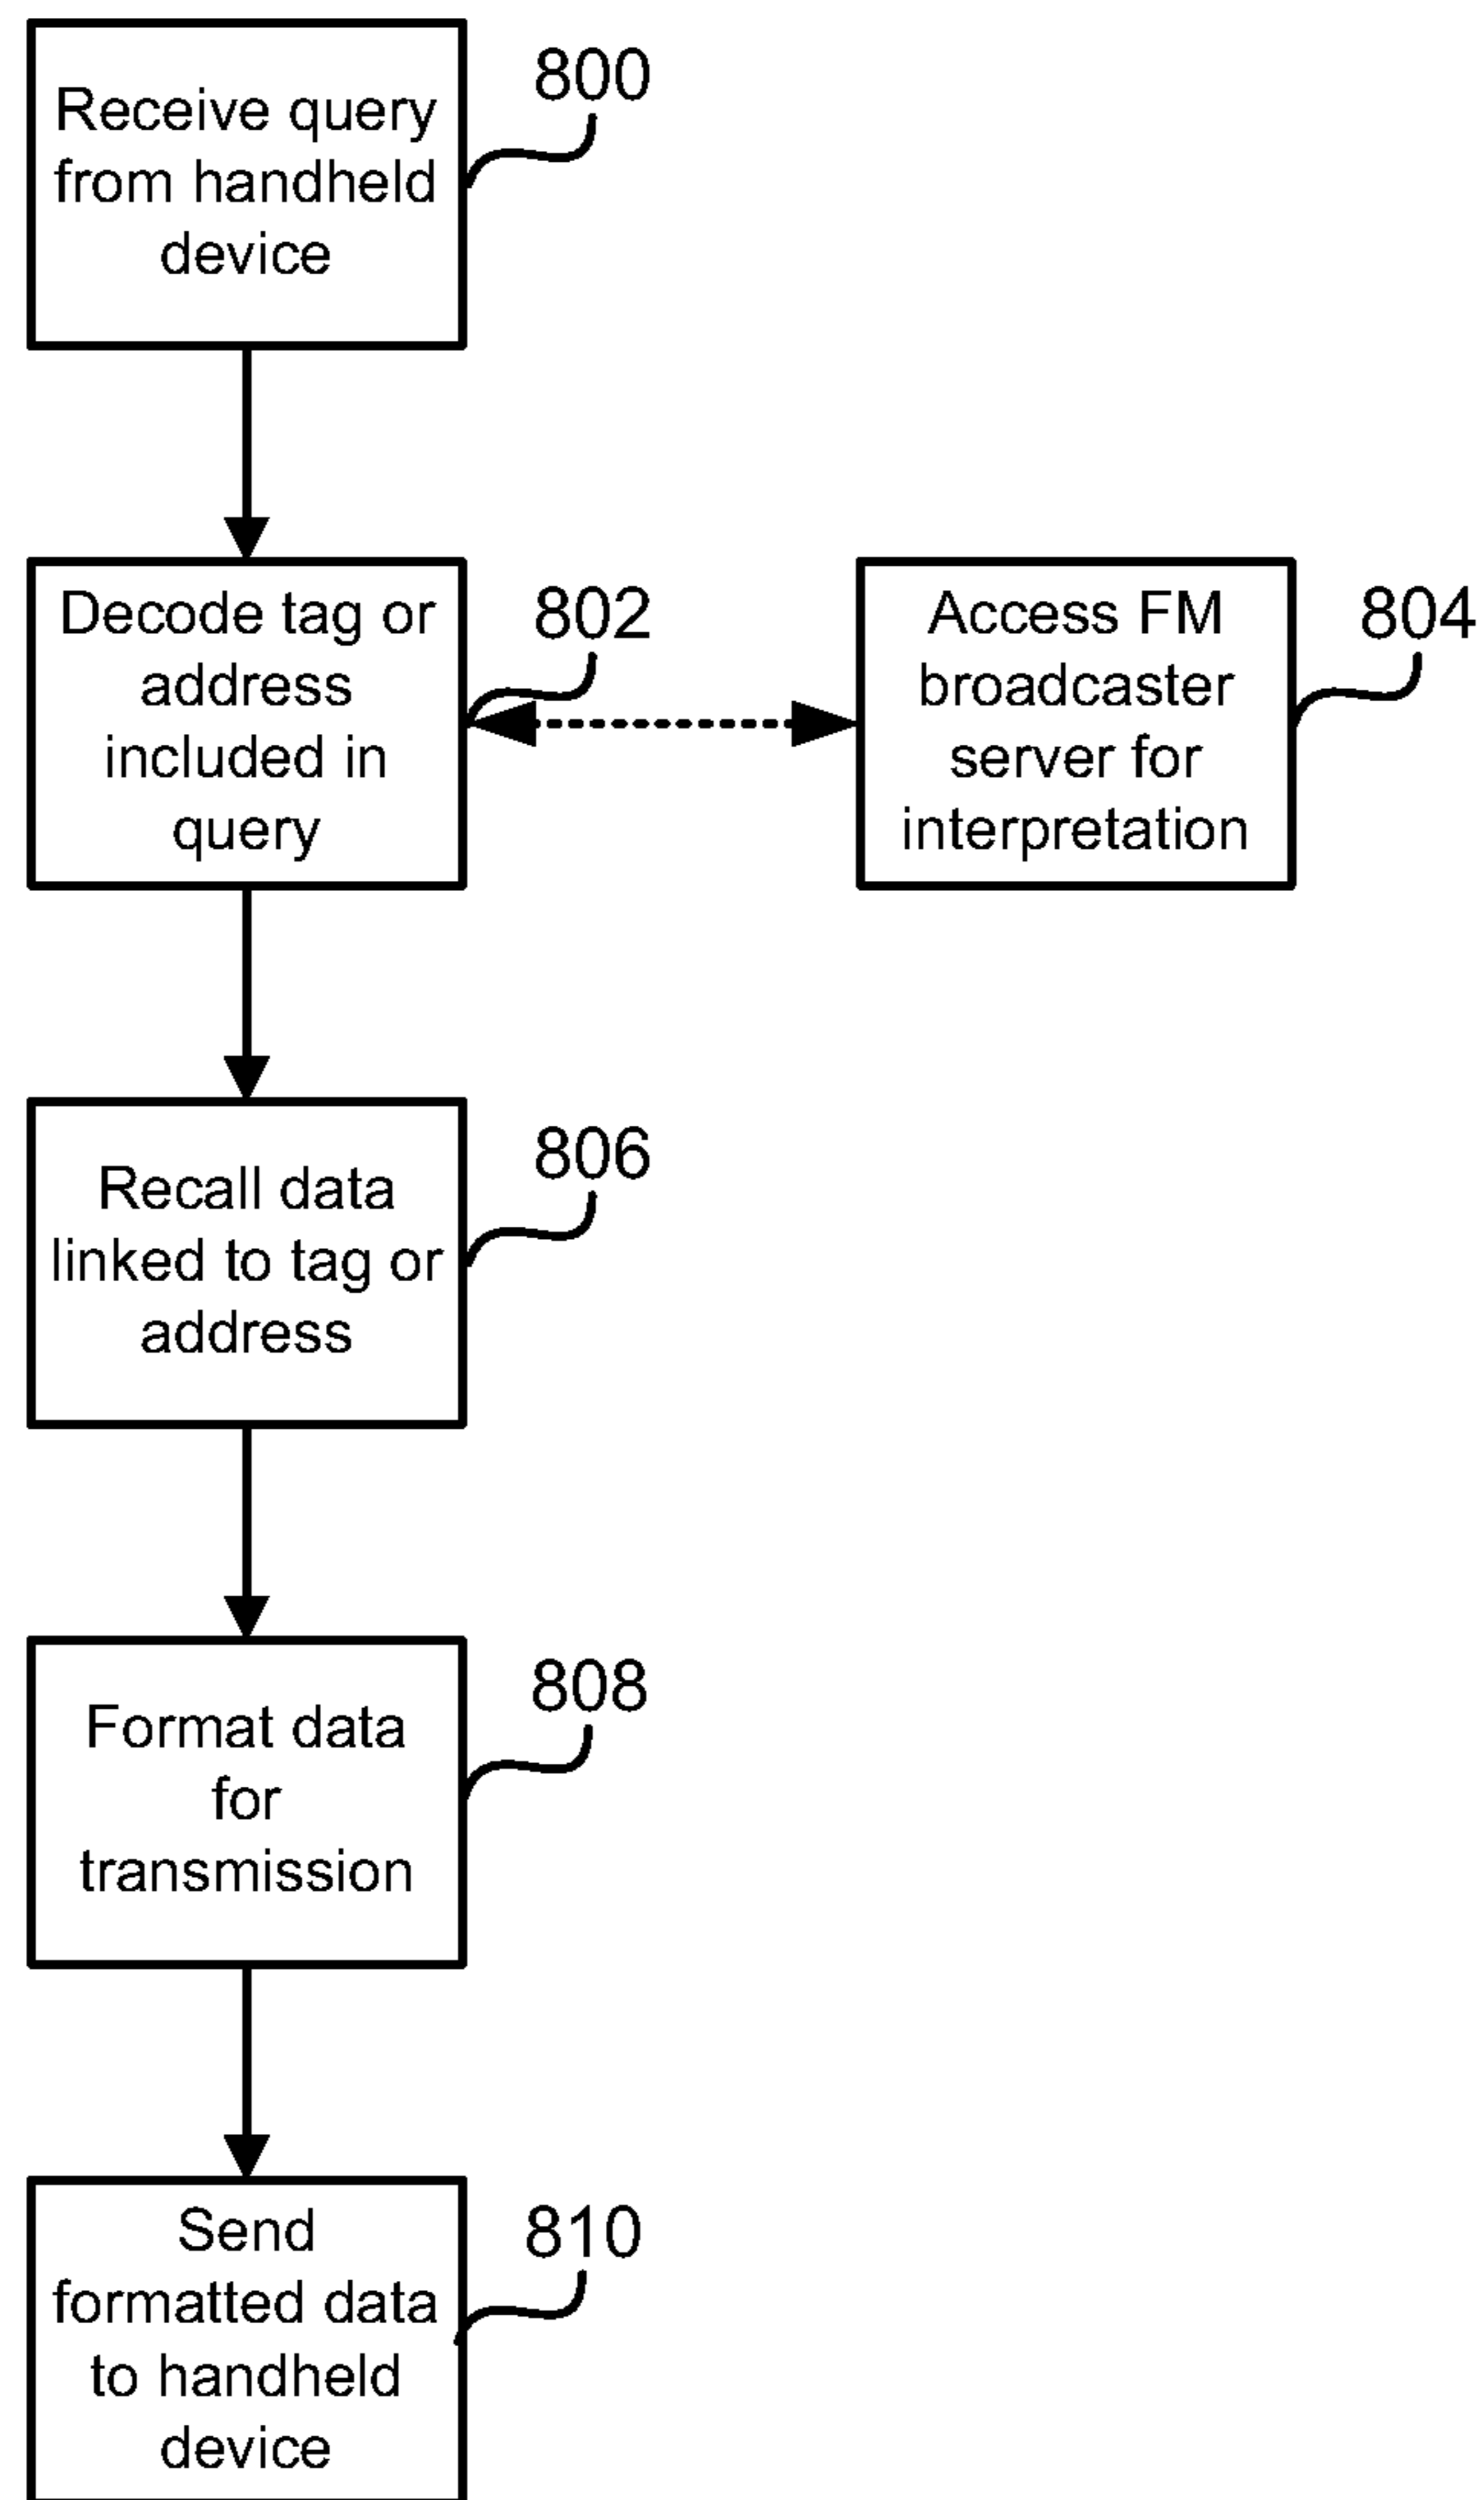 Receive query
from handheld
device
800
Decode tag or
address
included in
query
802
Access FM
broadcaster
server for
interpretation
804
Recall data
linked to tag or
address
806
Format data
for
transmission
808
Send
formatted data
to handheld
device
810